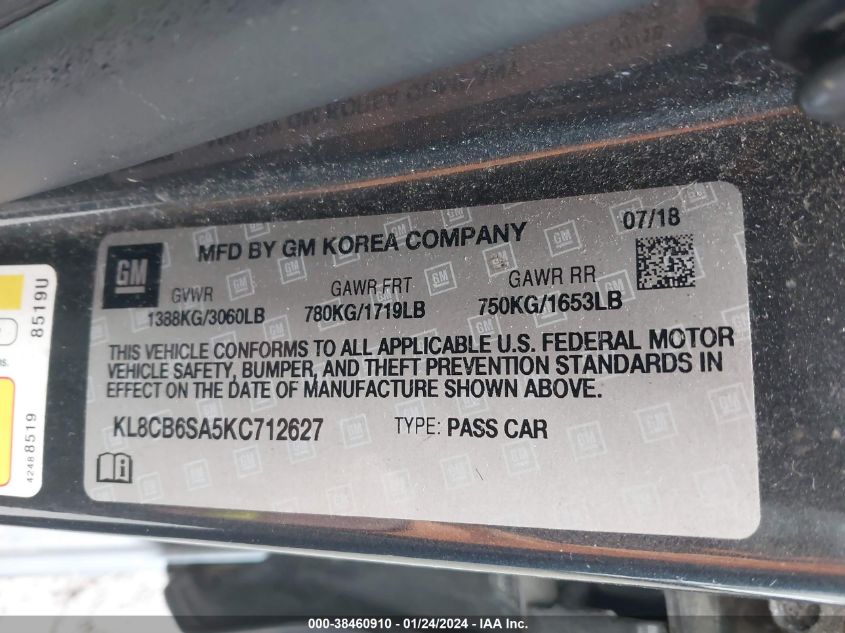 MFD BY GM KOREA COMPANY
07/18
GM
GVWR
1388KG/3060LB
GAWR FRT
780KG/1719LB
GAWR RR
750KG/1653LB
THIS VEHICLE CONFORMS TO ALL APPLICABLE U.S. FEDERAL MOTOR
VEHICLE SAFETY, BUMPER, AND THEFT PREVENTION STANDARDS IN
EFFECT ON THE DATE OF MANUFACTURE SHOWN ABOVE.
KL8CB6SA5KC712627
TYPE: PASS CAR
8519U
42488519
000-38460910 - 01/24/2024 - IAA Inc.